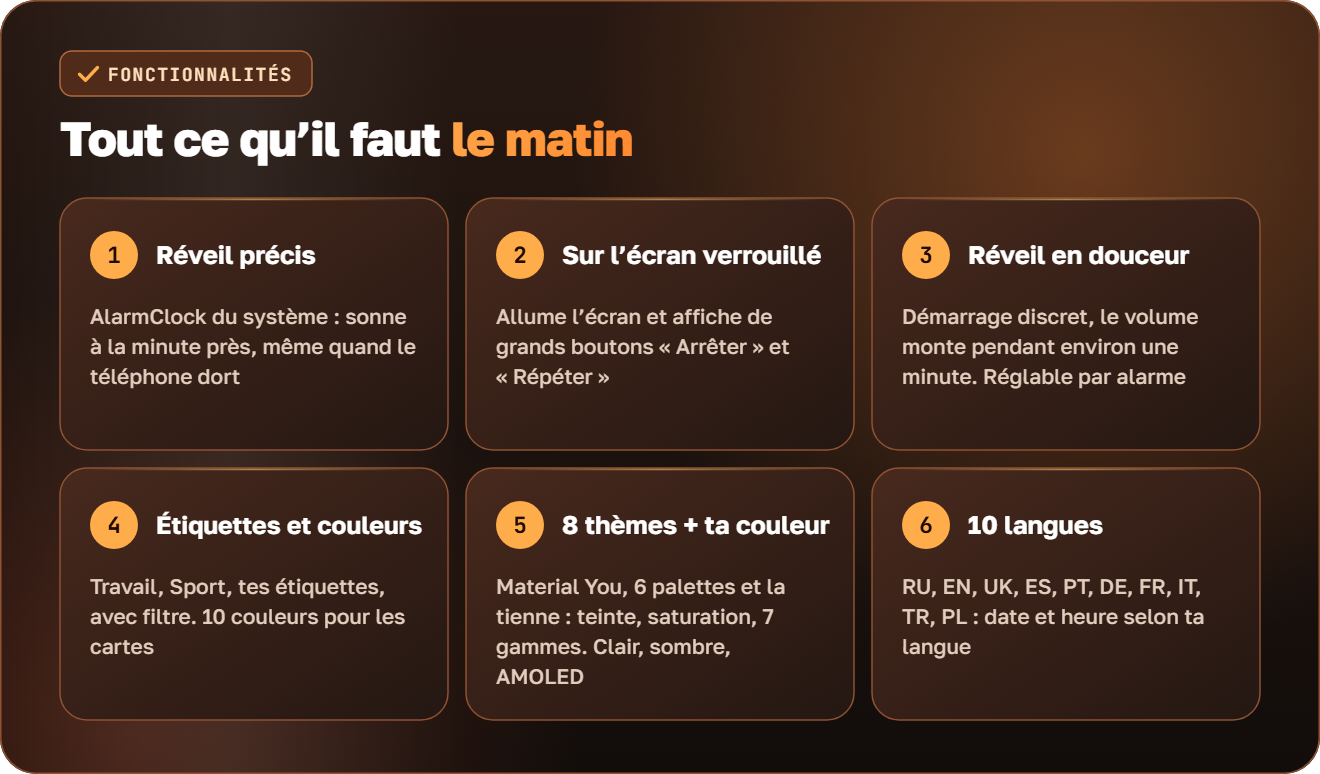 FONCTIONNALITÉS
Tout ce qu’il faut le matin
1 Réveil précis
AlarmClock du système : sonne
à la minute près, même quand le
téléphone dort
2 Sur l’écran verrouillé
Allume l’écran et affiche de
grands boutons « Arrêter » et
« Répéter »
3 Réveil en douceur
Démarrage discret, le volume
monte pendant environ une
minute. Réglable par alarme
4 Étiquettes et couleurs
Travail, Sport, tes étiquettes,
avec filtre. 10 couleurs pour les
cartes
5 8 thèmes + ta couleur
Material You, 6 palettes et la
tienne : teinte, saturation, 7
gammes. Clair, sombre,
AMOLED
6 10 langues
RU, EN, UK, ES, PT, DE, FR, IT,
TR, PL : date et heure selon ta
langue